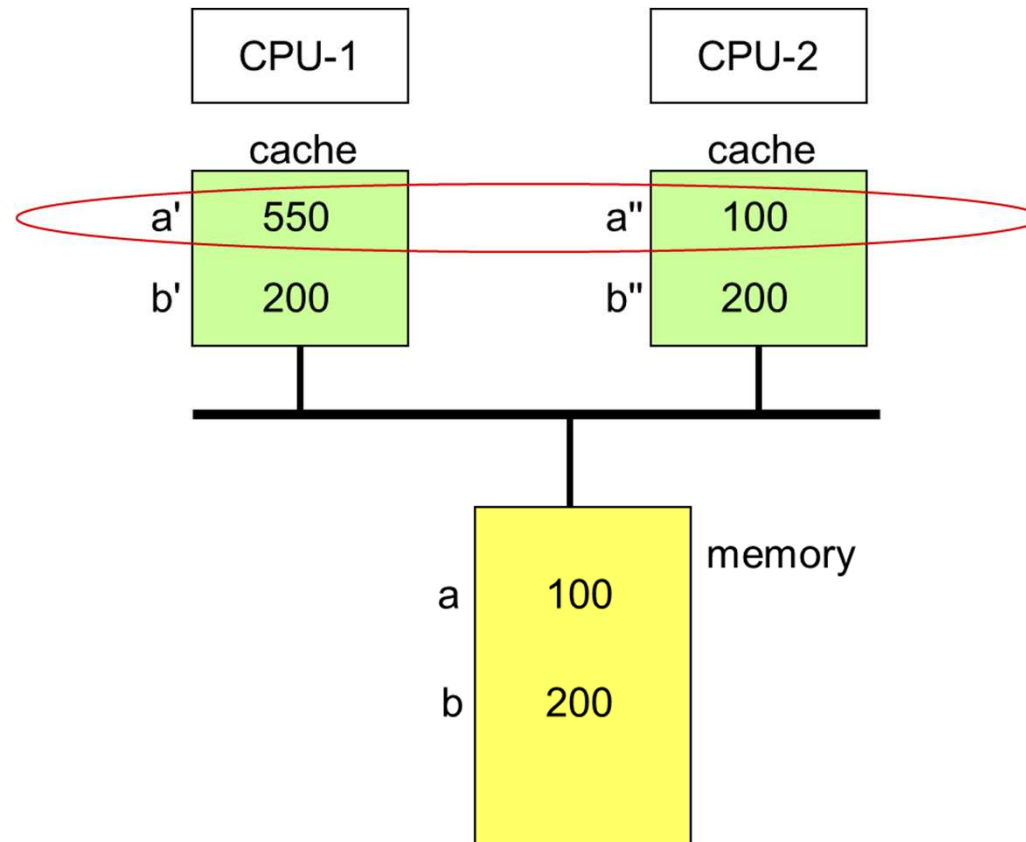 CPU-1 CPU-2
cache cache
a' 550 a" 100
b' 200 b" 200
memory
a 100
b 200